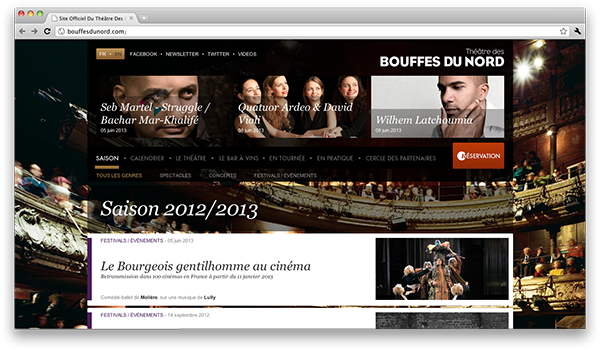 Site Officiel Du Théâtre Des
bouffesdunord.com
FR • EN FACEBOOK • NEWSLETTER • TWITTER • VIDEOS
Théâtre des
BOUFFES DU NORD
Seb Martel - Struggle /
Bachar Mar-Khalifé
05 juin 2013
Quatuor Ardeo & David
Violi
05 juin 2013
Wilhem Latchoumia
09 juin 2013
SAISON • CALENDRIER • LE THÉÂTRE • LE BAR À VINS • EN TOURNÉE • EN PRATIQUE • CERCLE DES PARTENAIRES
RÉSERVATION
TOUS LES GENRES SPECTACLES CONCERTS FESTIVALS / ÉVÉNEMENTS
Saison 2012/2013
FESTIVALS / ÉVÉNEMENTS - 05 juin 2013
Le Bourgeois gentilhomme au cinéma
Retransmission dans 100 cinémas en France à partir du 11 janvier 2013
Comédie-ballet de Molière, sur une musique de Lully
FESTIVALS / ÉVÉNEMENTS - 14 septembre 2012